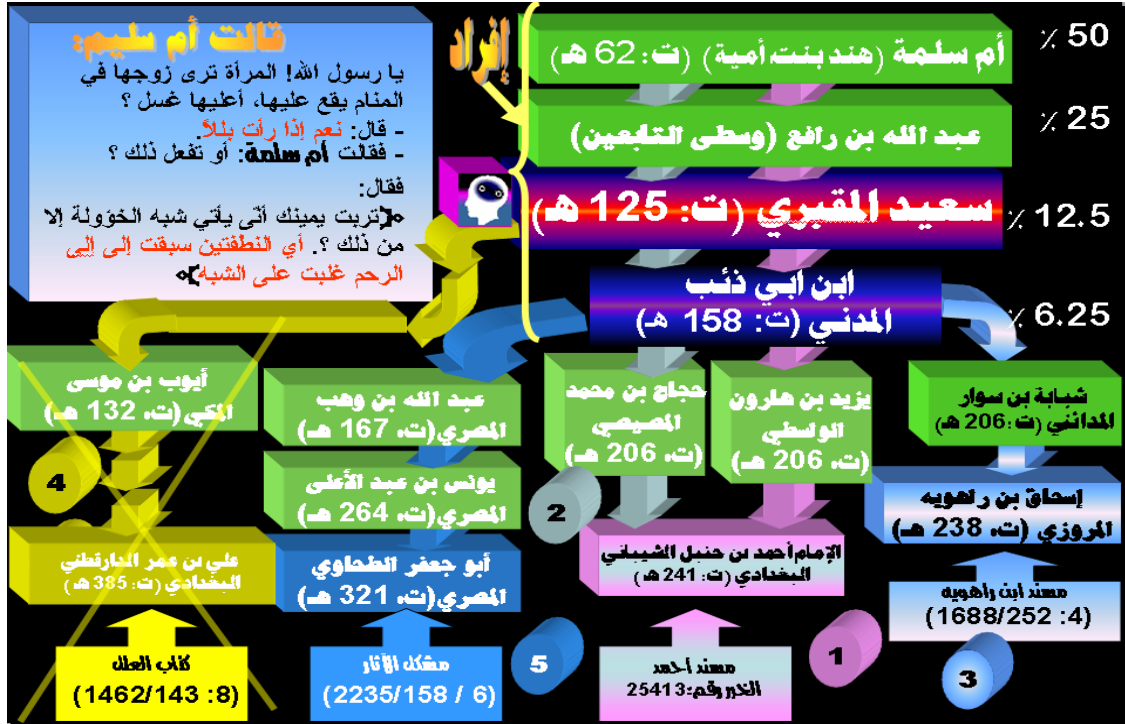 قالت أم سليم:
يا رسول الله! المرأة ترى زوجها في
المنام يقع عليها، أعليها غسل ؟
- قال: نعم إذا رأت بللاً.
- فقالت أم سلمة: أو تفعل ذلك ؟
فقال:
تربت يمينك أنّى يأتي شبه الخؤولة إلا
من ذلك ؟. أي النطفتين سبقت إلى إلى
الرحم غلبت على الشبه
إفراد
أم سلمة (هند بنت أمية) (ت: 62 هـ)
٪ 50
عبد الله بن رافع (وسطى التابعين)
٪ 25
سعيد المقبري (ت: 125 هـ)
٪ 12.5
ابن ابي ذئب
المدني (ت: 158 هـ)
٪ 6.25
شبابة بن سوار
المدائني (ت: 206 هـ)
يزيد بن هارون
الوسطي
(ت، 206 هـ)
حجاج بن محمد
المصيصي
(ت، 206 هـ)
عبد الله بن وهب
المصري (ت، 167 هـ)
أيوب بن موسى
المكي (ت، 132 هـ)
إسحاق بن راهويه
المروزي (ت، 238 هـ)
يونس بن عبد الأعلى
المصري (ت، 264 هـ)
4
2
الإمام أحمد بن حنبل الشيباني
البغدادي (ت: 241 هـ)
أبو جعفر الطحاوي
المصري (ت، 321 هـ)
علي بن عمر الدارقطني
البغدادي (ت: 385 هـ)
مسند ابن راهويه
(4: 1688/252)
3
1
مسند أحمد
الخبر رقم: 25413
5
مشكل الآثار
(6 / 2235/158)
كتاب العلل
(8: 1462/143)